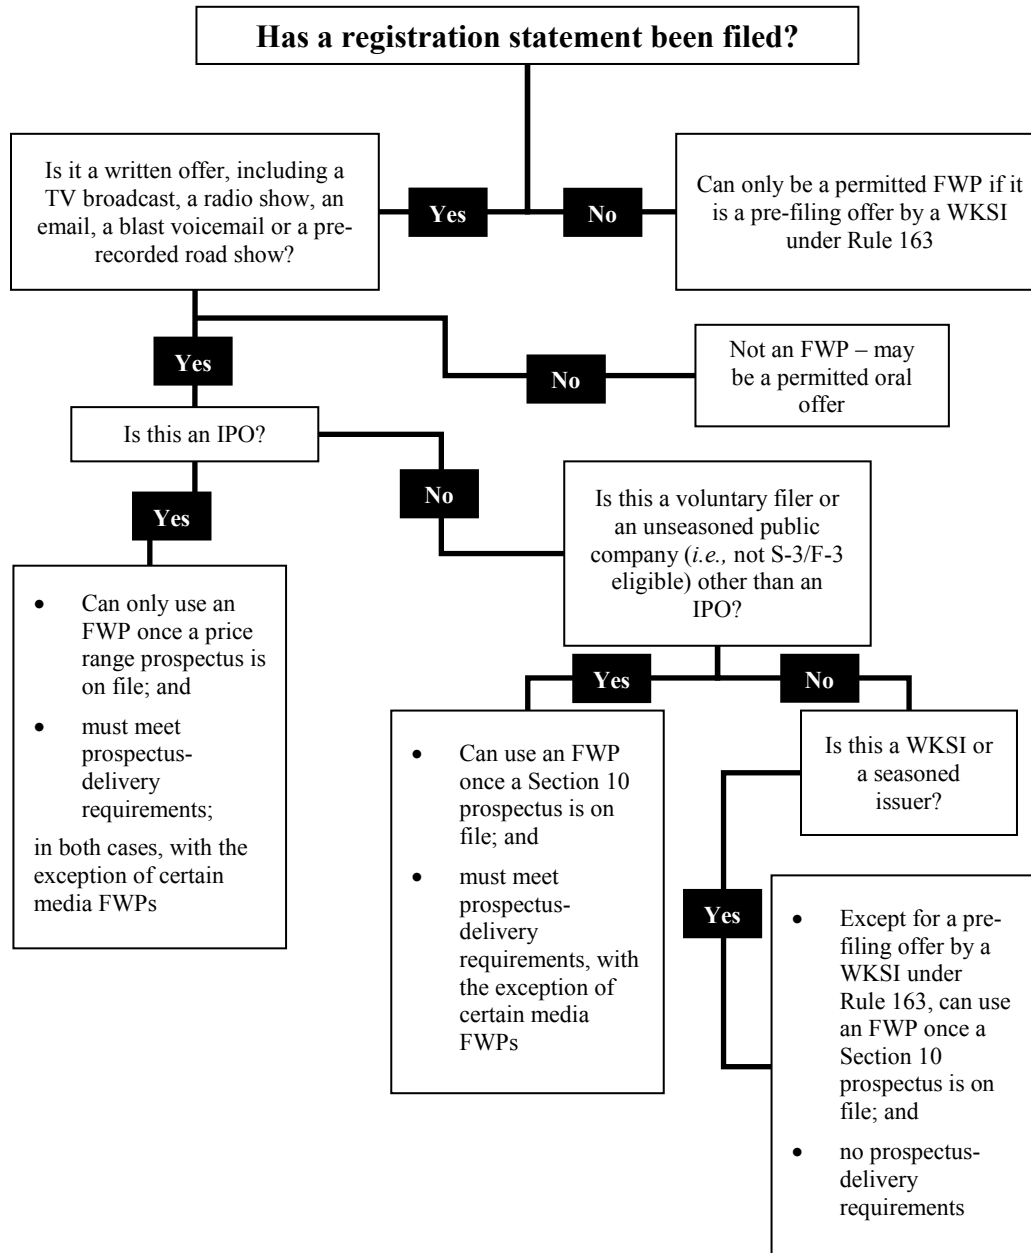 Has a registration statement been filed?
Is it a written offer, including a
TV broadcast, a radio show, an
email, a blast voicemail or a pre-
recorded road show?
Yes
No
Can only be a permitted FWP if it
is a pre-filing offer by a WKSI
under Rule 163
Yes
No
Not an FWP – may
be a permitted oral
offer
Is this an IPO?
Yes
No
Is this a voluntary filer or
an unseasoned public
company (i.e., not S-3/F-3
eligible) other than an
IPO?
• Can only use an
FWP once a price
range prospectus is
on file; and
• must meet
prospectus-
delivery
requirements;
in both cases, with the
exception of certain
media FWPs
Yes
No
• Can use an FWP
once a Section 10
prospectus is on
file; and
• must meet
prospectus-
delivery
requirements, with
the exception of
certain media
FWPs
Is this a WKSI or
a seasoned
issuer?
Yes
• Except for a pre-
filing offer by a
WKSI under
Rule 163, can use
an FWP once a
Section 10
prospectus is on
file; and
• no prospectus-
delivery
requirements